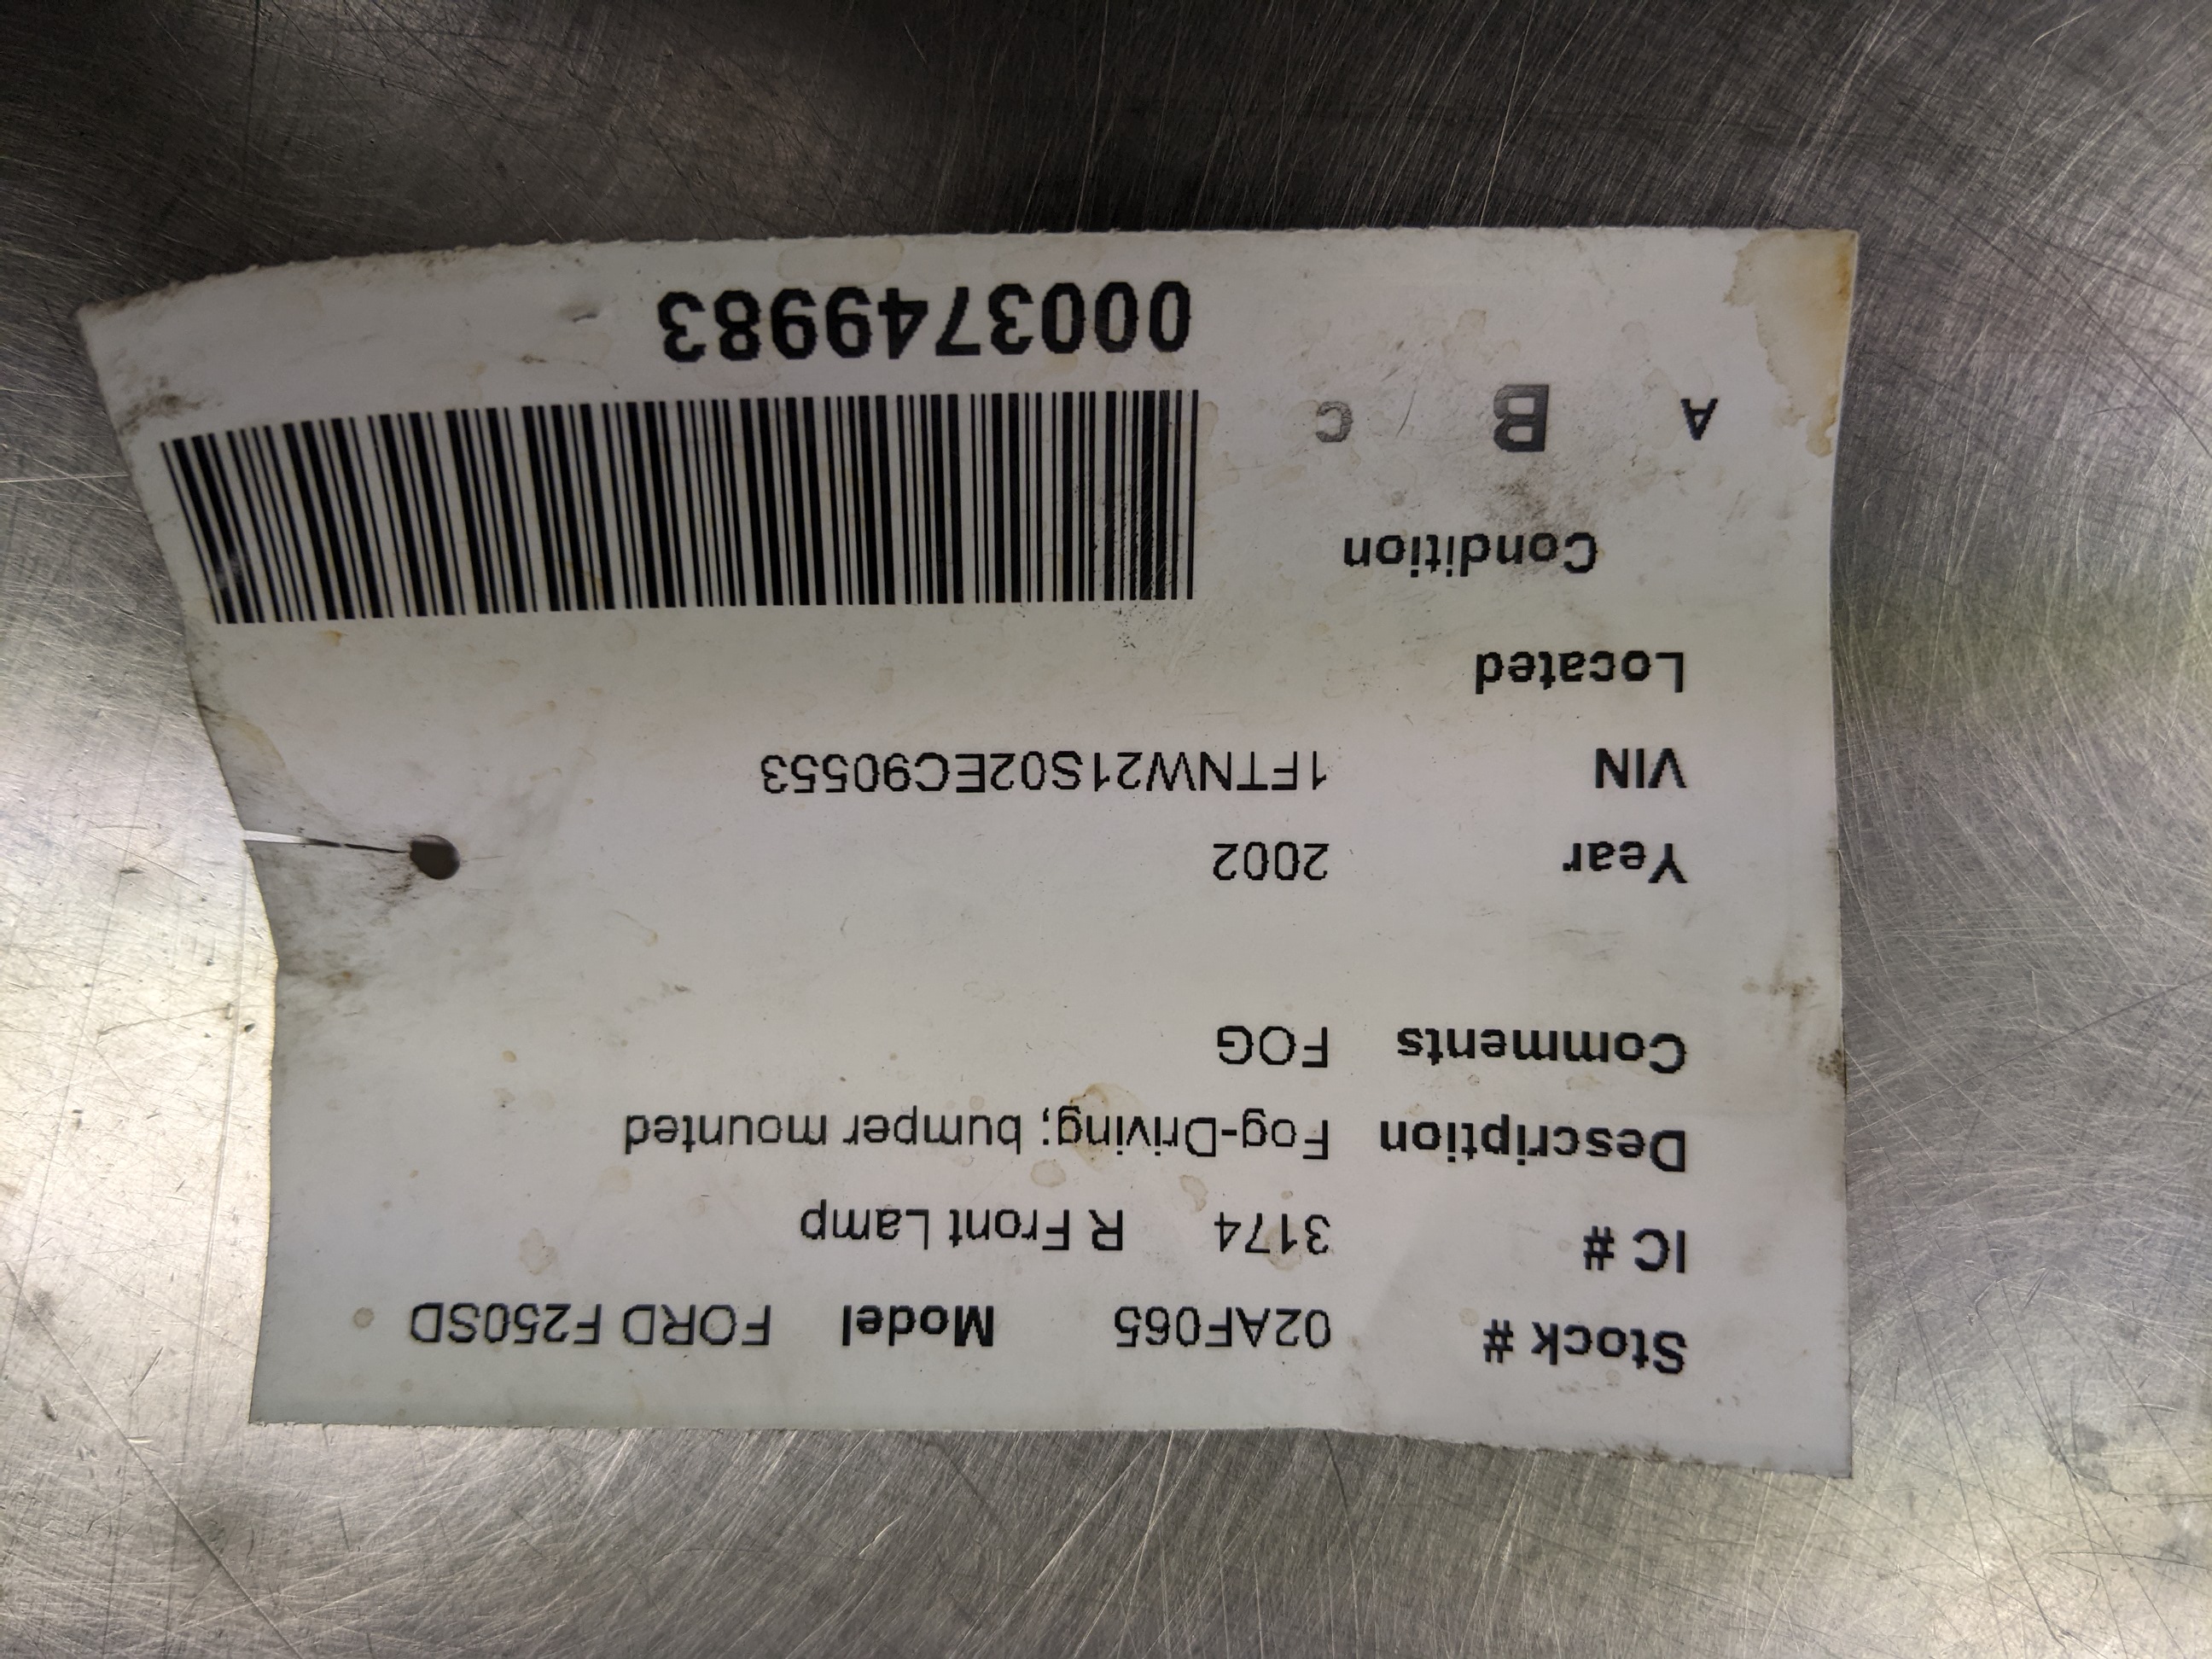 Stock # 02AF065 Model FORD F250SD
IC # 3174 R Front Lamp
Description Fog-Driving; bumper mounted
Comments FOG
Year 2002
VIN 1FTNW21S02EC90553
Located
Condition
A B C
0003749983